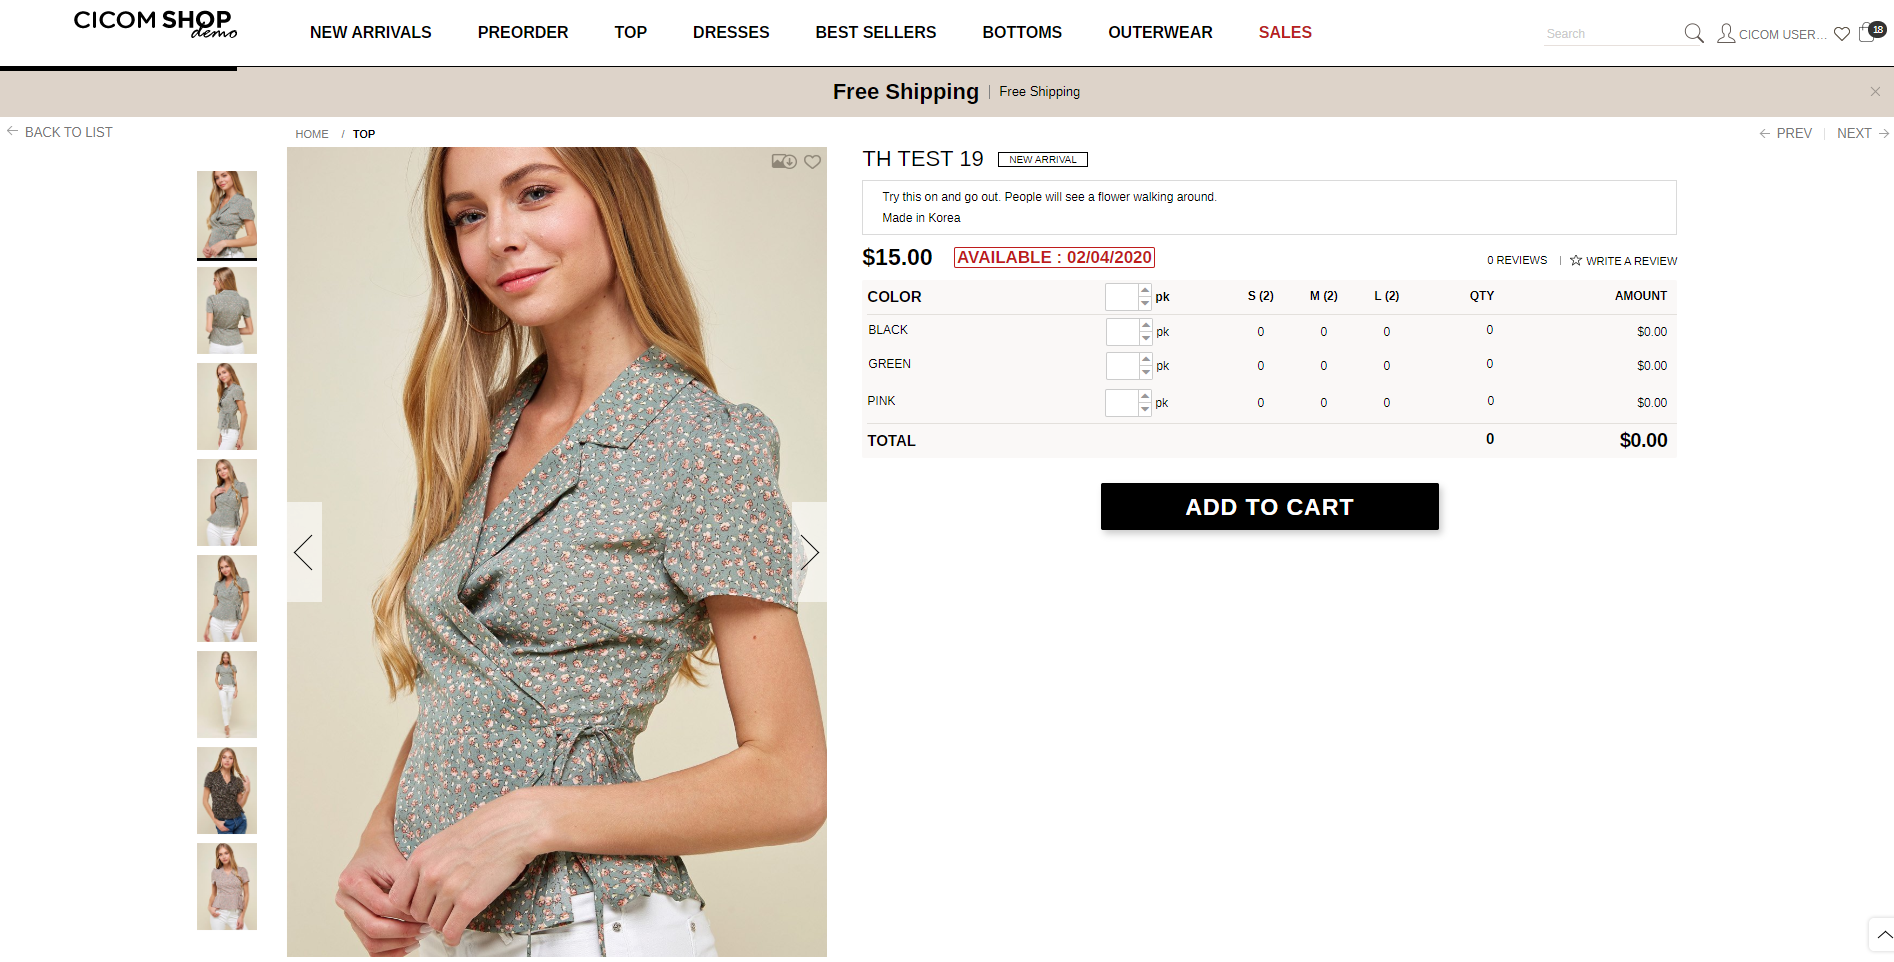 CICOM SHOP
demo
NEW ARRIVALS PREORDER TOP DRESSES BEST SELLERS BOTTOMS OUTERWEAR SALES
Search
CICOM USER...
18
Free Shipping | Free Shipping
BACK TO LIST
HOME / TOP
PREV | NEXT
TH TEST 19
NEW ARRIVAL
Try this on and go out. People will see a flower walking around.
Made in Korea
$15.00 AVAILABLE : 02/04/2020
0 REVIEWS | WRITE A REVIEW
COLOR pk S (2) M (2) L (2) QTY AMOUNT
BLACK pk 0 0 0 0 $0.00
GREEN pk 0 0 0 0 $0.00
PINK pk 0 0 0 0 $0.00
TOTAL 0 $0.00
ADD TO CART